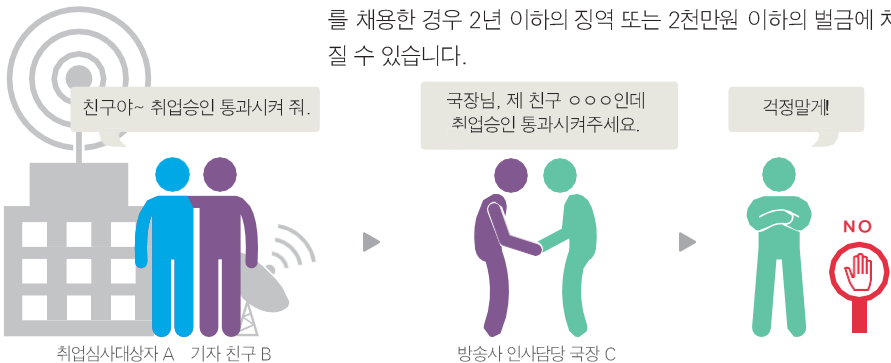 를 채용한 경우 2년 이하의 징역 또는 2천만원 이하의 벌금에
질 수 있습니다.
친구야~ 취업승인 통과시켜 줘.
국장님, 제 친구 ㅇㅇㅇ인데
취업승인 통과시켜주세요.
걱정말게!
NO
취업심사대상자 A 기자 친구 B
방송사 인사담당 국장 C